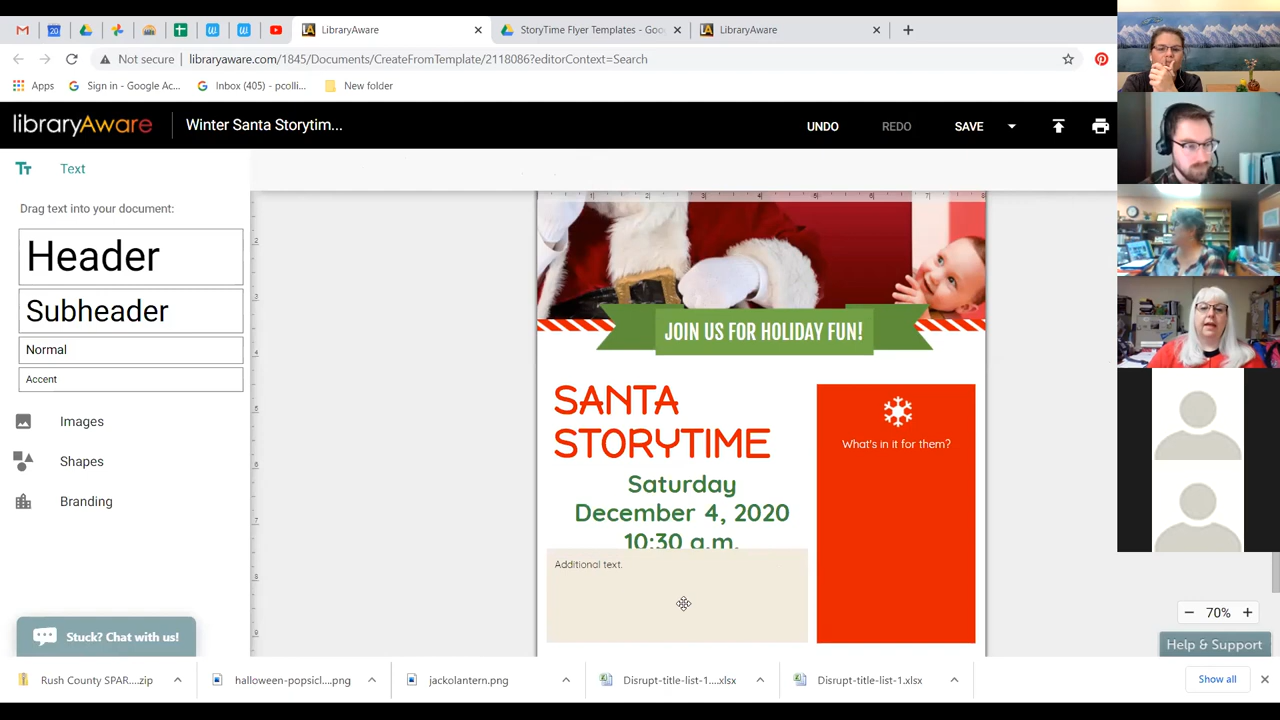 LibraryAware
StoryTime Flyer Templates - Goo
LibraryAware
Not secure
libraryaware.com/1845/Documents/CreateFromTemplate/2118086?editorContext=Search
Apps
Sign in - Google Ac...
Inbox (405) - pcolli...
New folder
libraryAware
Winter Santa Storytim...
UNDO
REDO
SAVE
Text
Drag text into your document:
Header
Subheader
Normal
Accent
Images
Shapes
Branding
JOIN US FOR HOLIDAY FUN!
SANTA
STORYTIME
Saturday
December 4, 2020
10:30 a.m.
Additional text.
What's in it for them?
Stuck? Chat with us!
70%
Help & Support
Rush County SPAR....zip
halloween-popsicl....png
jackolantern.png
Disrupt-title-list-1....xlsx
Disrupt-title-list-1.xlsx
Show all